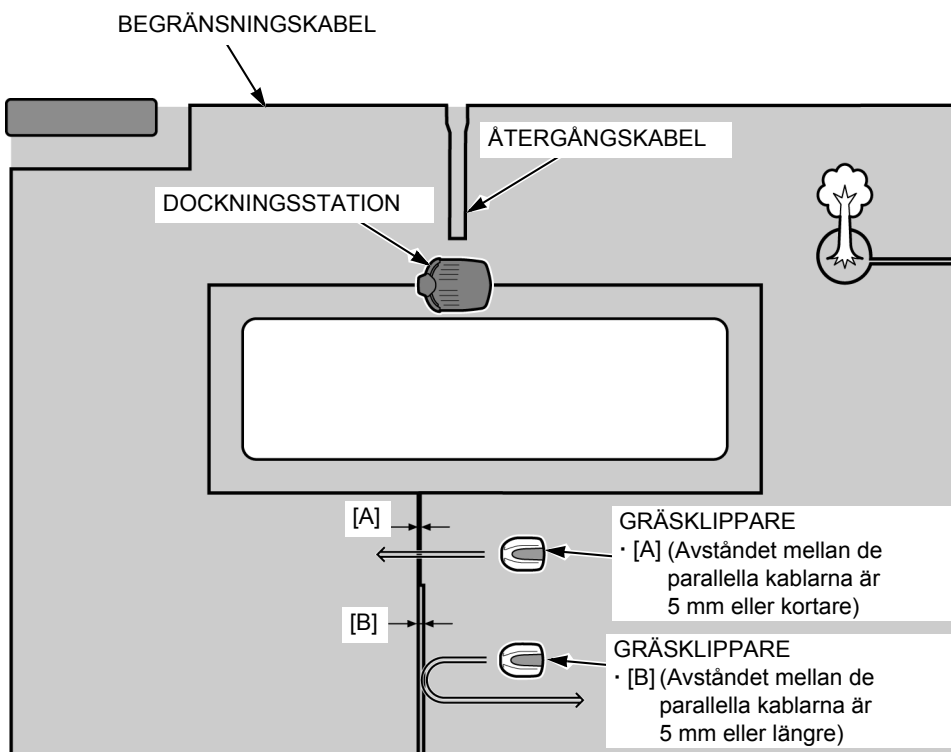 BEGRÄNSNINGSKABEL
ÅTERGÅNGSKABEL
DOCKNINGSSTATION
[A]
GRÄSKLIPPARE
· [A] (Avståndet mellan de
parallella kablarna är
5 mm eller kortare)
[B]
GRÄSKLIPPARE
· [B] (Avståndet mellan de
parallella kablarna är
5 mm eller längre)